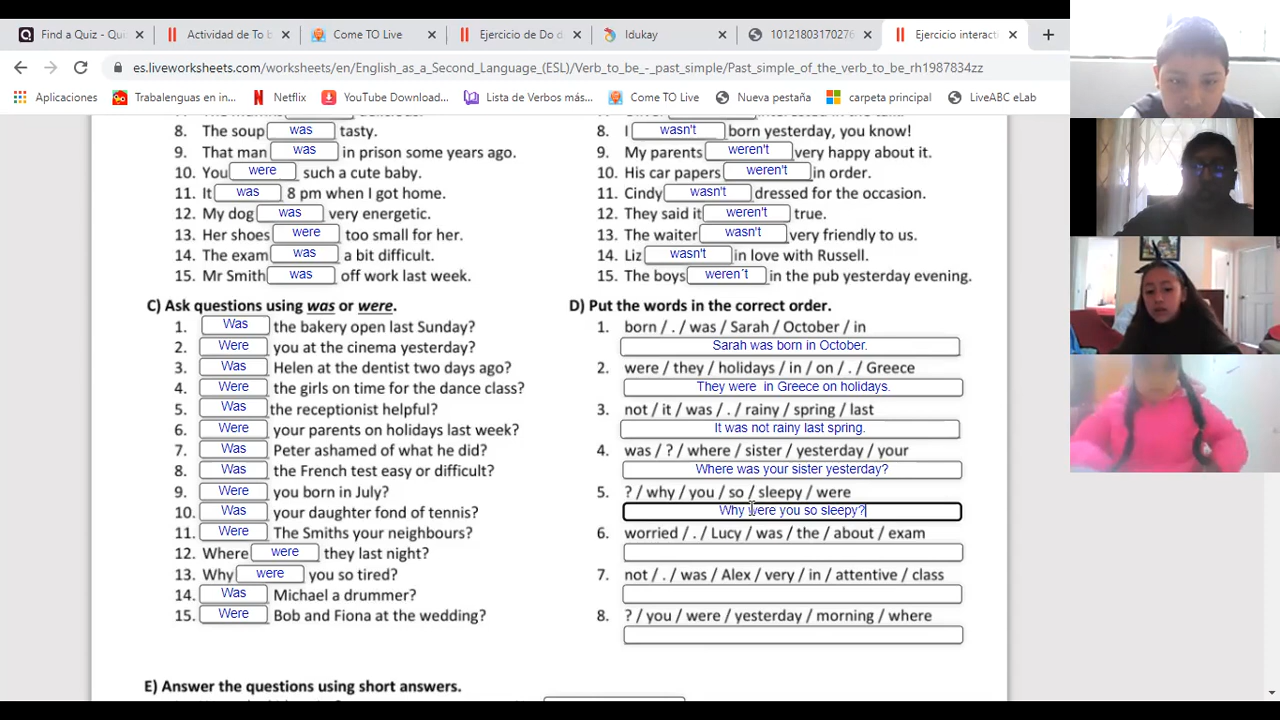 Find a Quiz - Qui
Actividad de To b
Come TO Live
Ejercicio de Do d
Idukay
10121803170276
Ejercicio interacti
es.liveworksheets.com/worksheets/en/English_as_a_Second_Language_(ESL)/Verb_to_be_-_past_simple/Past_simple_of_the_verb_to_be_rh1987834zz
Aplicaciones
Trabalenguas en in...
Netflix
YouTube Download...
Lista de Verbos más...
Come TO Live
Nueva pestaña
carpeta principal
LiveABC eLab
8. The soup was tasty.
9. That man was in prison some years ago.
10. You were such a cute baby.
11. It was 8 pm when I got home.
12. My dog was very energetic.
13. Her shoes were too small for her.
14. The exam was a bit difficult.
15. Mr Smith was off work last week.
8. I wasn't born yesterday, you know!
9. My parents weren't very happy about it.
10. His car papers weren't in order.
11. Cindy wasn't dressed for the occasion.
12. They said it weren't true.
13. The waiter wasn't very friendly to us.
14. Liz wasn't in love with Russell.
15. The boys weren´t in the pub yesterday evening.
C) Ask questions using was or were.
1. Was the bakery open last Sunday?
2. Were you at the cinema yesterday?
3. Was Helen at the dentist two days ago?
4. Were the girls on time for the dance class?
5. Was the receptionist helpful?
6. Were your parents on holidays last week?
7. Was Peter ashamed of what he did?
8. Was the French test easy or difficult?
9. Were you born in July?
10. Was your daughter fond of tennis?
11. Were The Smiths your neighbours?
12. Where were they last night?
13. Why were you so tired?
14. Was Michael a drummer?
15. Were Bob and Fiona at the wedding?
D) Put the words in the correct order.
1. born / . / was / Sarah / October / in
Sarah was born in October.
2. were / they / holidays / in / on / . / Greece
They were in Greece on holidays.
3. not / it / was / . / rainy / spring / last
It was not rainy last spring.
4. was / ? / where / sister / yesterday / your
Where was your sister yesterday?
5. ? / why / you / so / sleepy / were
Why were you so sleepy?
6. worried / . / Lucy / was / the / about / exam
7. not / . / was / Alex / very / in / attentive / class
8. ? / you / were / yesterday / morning / where
E) Answer the questions using short answers.